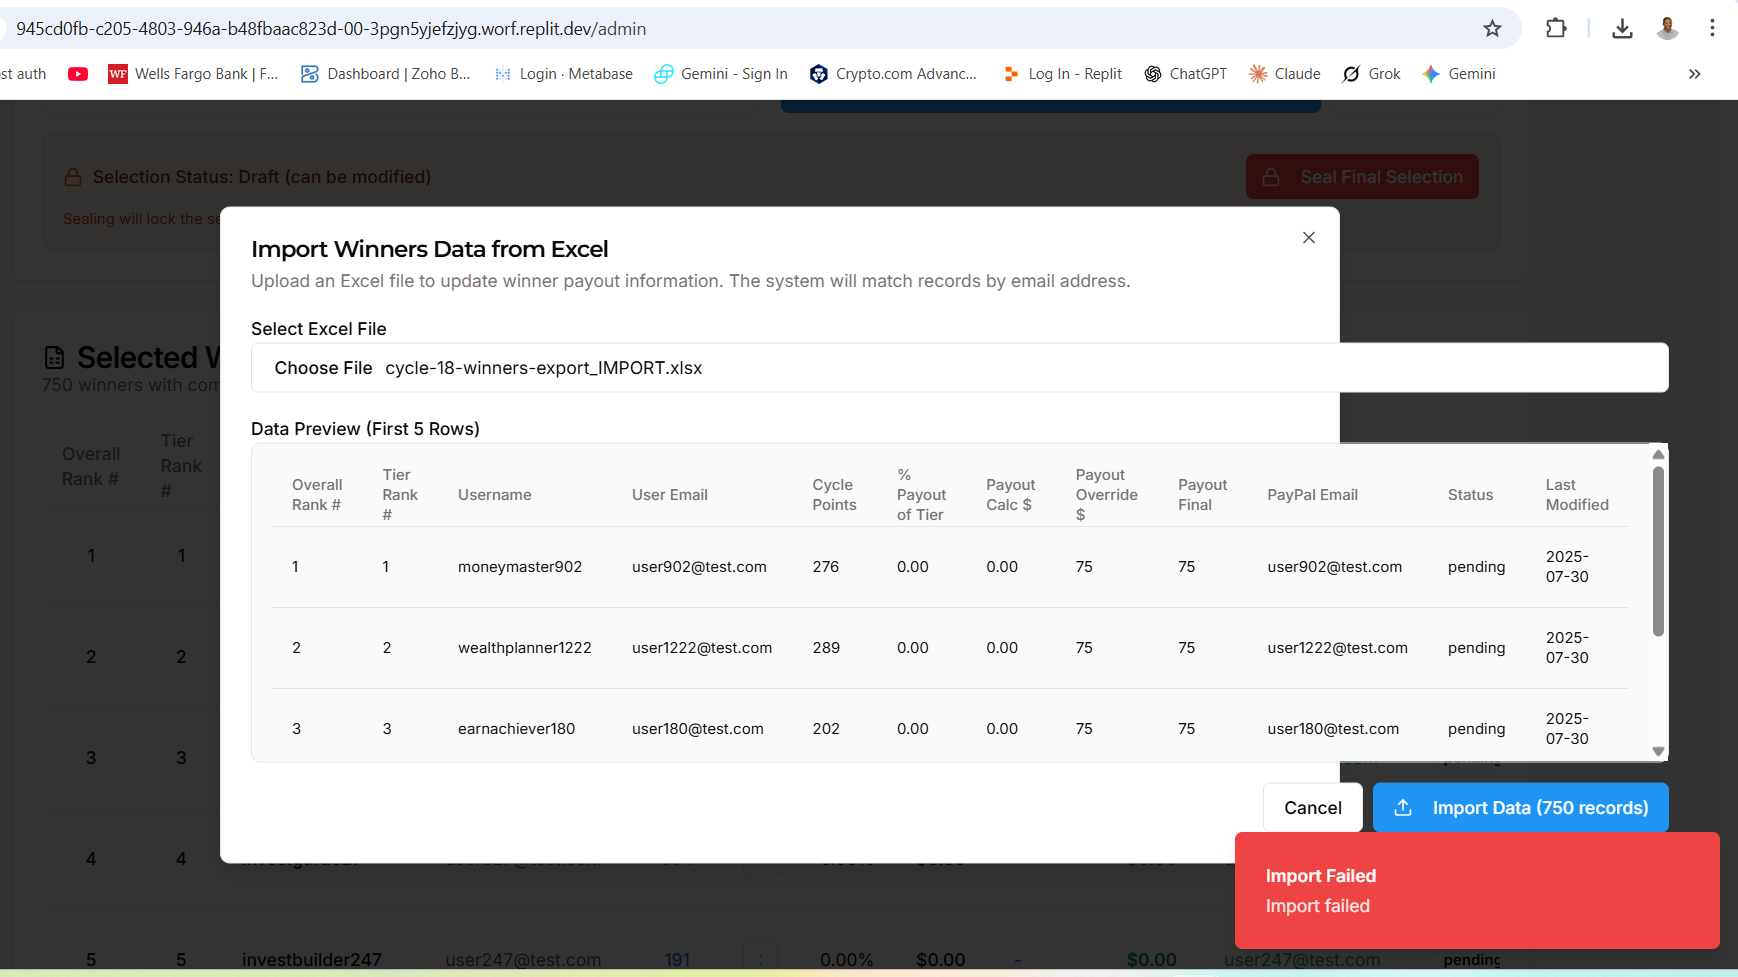 945cd0fb-c205-4803-946a-b48fbaac823d-00-3pgn5yjefzjyg.worf.replit.dev/admin
st auth
WF Wells Fargo Bank | F...
Dashboard | Zoho B...
Login · Metabase
Gemini - Sign In
Crypto.com Advanc...
Log In - Replit
ChatGPT
Claude
Grok
Gemini
Selection Status: Draft (can be modified)
Seal Final Selection
Sealing will lock the se
Import Winners Data from Excel
Upload an Excel file to update winner payout information. The system will match records by email address.
Select Excel File
Choose File cycle-18-winners-export_IMPORT.xlsx
Selected W
750 winners with com
Data Preview (First 5 Rows)
Overall Rank # Tier Rank #
Overall Rank # Tier Rank # Username User Email Cycle Points % Payout of Tier Payout Calc $ Payout Override $ Payout Final PayPal Email Status Last Modified
1 1
1 1 moneymaster902 user902@test.com 276 0.00 0.00 75 75 user902@test.com pending 2025-07-30
2 2
2 2 wealthplanner1222 user1222@test.com 289 0.00 0.00 75 75 user1222@test.com pending 2025-07-30
3 3
3 3 earnachiever180 user180@test.com 202 0.00 0.00 75 75 user180@test.com pending 2025-07-30
Cancel
Import Data (750 records)
4 4
Import Failed
Import failed
5 5 investbuilder247 user247@test.com 191 0.00% $0.00 - $0.00 user247@test.com pending